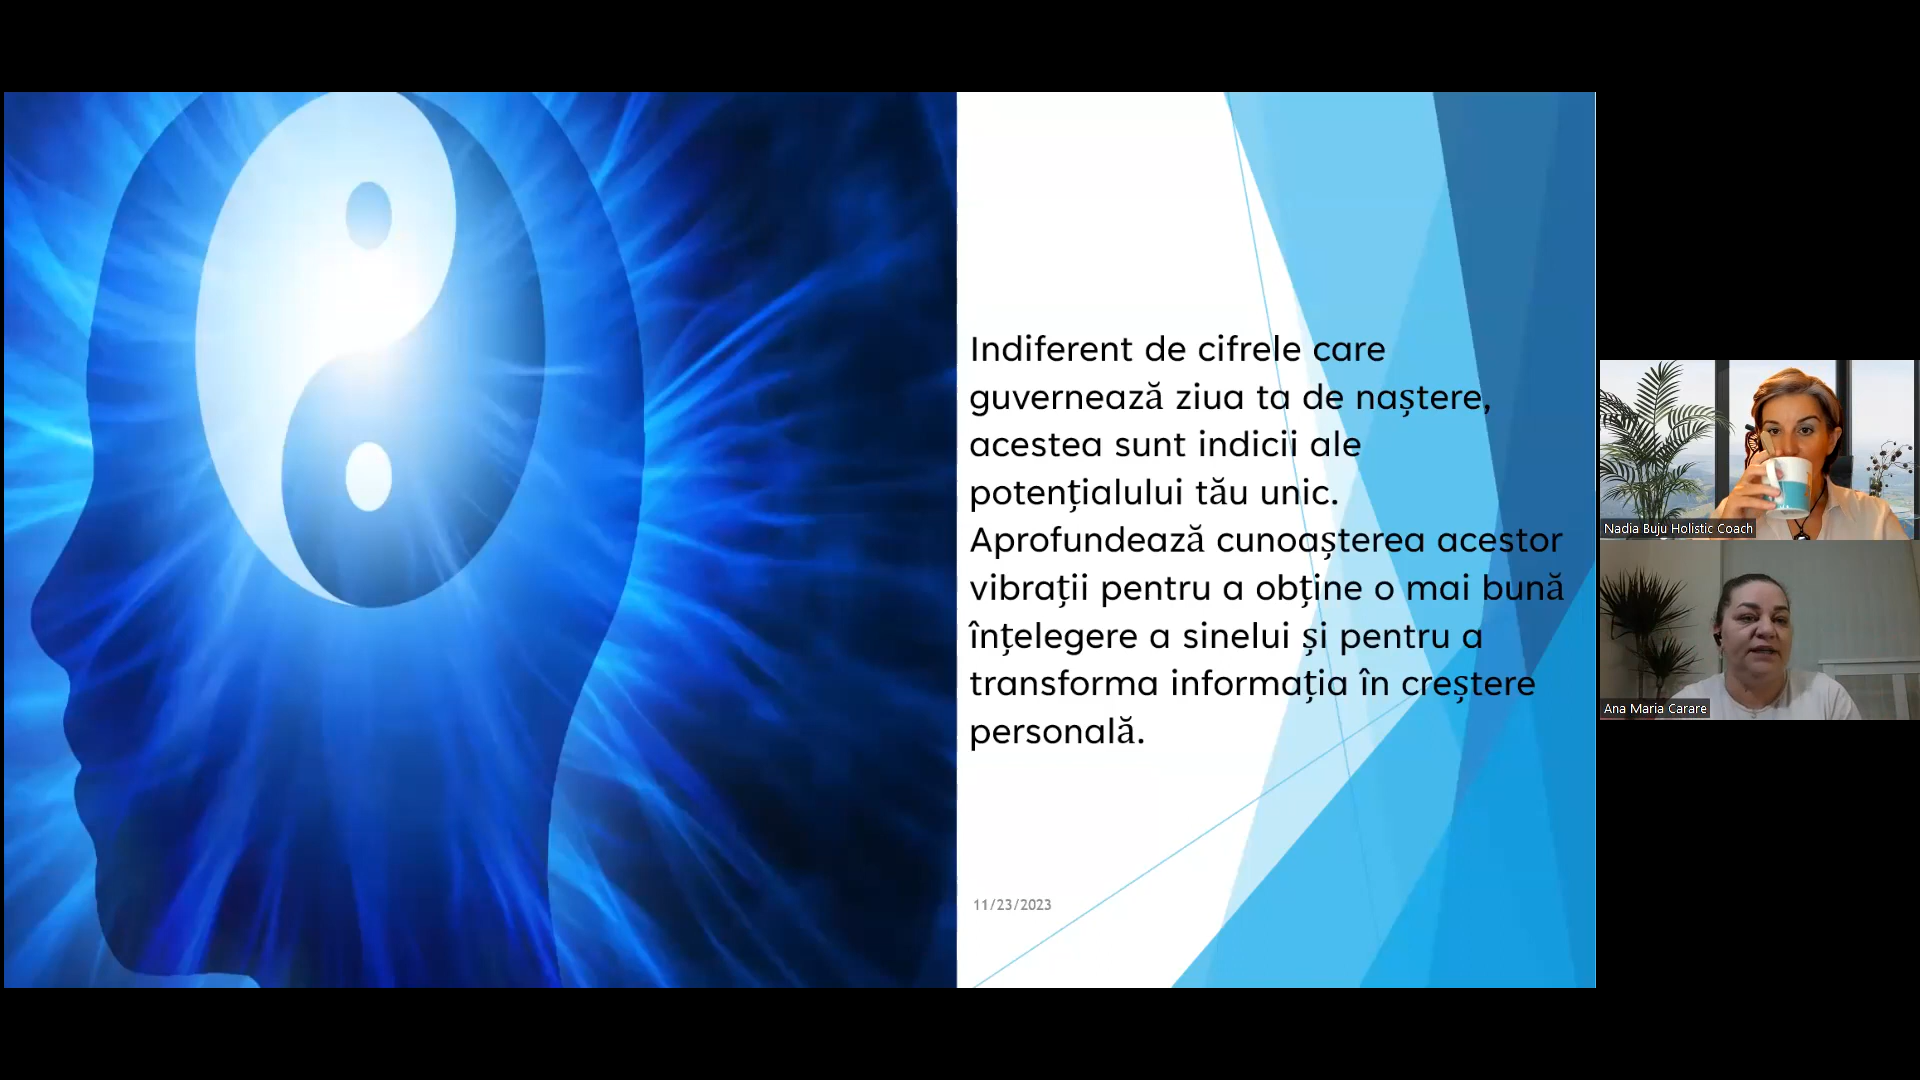 Indiferent de cifrele care
guvernează ziua ta de naștere,
acestea sunt indicii ale
potențialului tău unic.
Aprofundează cunoașterea acestor
vibrații pentru a obține o mai bună
înțelegere a sinelui și pentru a
transforma informația în creștere
personală.
11/23/2023
Nadia Buju Holistic Coach
Ana Maria Carare